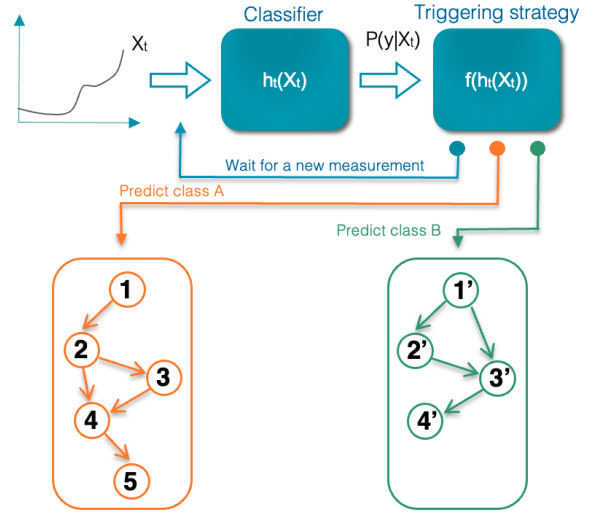 Classifier
Triggering strategy
Xt
P(y|Xt)
ht(Xt)
f(ht(Xt))
Wait for a new measurement
Predict class A
Predict class B
1
1’
2
2’
3
3’
4
4’
5